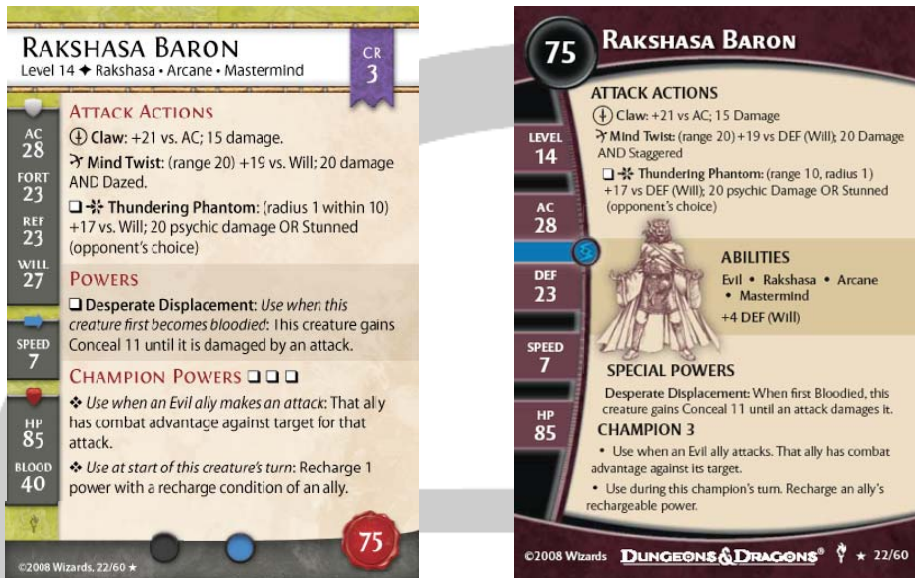 RAKSHASA BARON
Level 14 ✦ Rakshasa • Arcane • Mastermind
CR
3
AC
28
FORT
23
REF
23
WILL
27
SPEED
7
HP
85
BLOOD
40
ATTACK ACTIONS
Claw: +21 vs. AC; 15 damage.
Mind Twist: (range 20) +19 vs. Will; 20 damage
AND Dazed.
☐ Thundering Phantom: (radius 1 within 10)
+17 vs. Will; 20 psychic damage OR Stunned
(opponent's choice)
POWERS
☐ Desperate Displacement: Use when this
creature first becomes bloodied: This creature gains
Conceal 11 until it is damaged by an attack.
CHAMPION POWERS ☐ ☐ ☐
❖ Use when an Evil ally makes an attack: That ally
has combat advantage against target for that
attack.
❖ Use at start of this creature's turn: Recharge 1
power with a recharge condition of an ally.
75
©2008 Wizards, 22/60 ★
75
RAKSHASA BARON
LEVEL
14
AC
28
DEF
23
SPEED
7
HP
85
ATTACK ACTIONS
Claw: +21 vs AC; 15 Damage
Mind Twist: (range 20) +19 vs DEF (Will); 20 Damage
AND Staggered
☐ Thundering Phantom: (range 10, radius 1)
+17 vs DEF (Will); 20 psychic Damage OR Stunned
(opponent's choice)
ABILITIES
Evil • Rakshasa • Arcane
• Mastermind
+4 DEF (Will)
SPECIAL POWERS
Desperate Displacement: When first Bloodied, this
creature gains Conceal 11 until an attack damages it.
CHAMPION 3
• Use when an Evil ally attacks. That ally has combat
advantage against its target.
• Use during this champion's turn. Recharge an ally's
rechargeable power.
©2008 Wizards DUNGEONS & DRAGONS® ★ 22/60